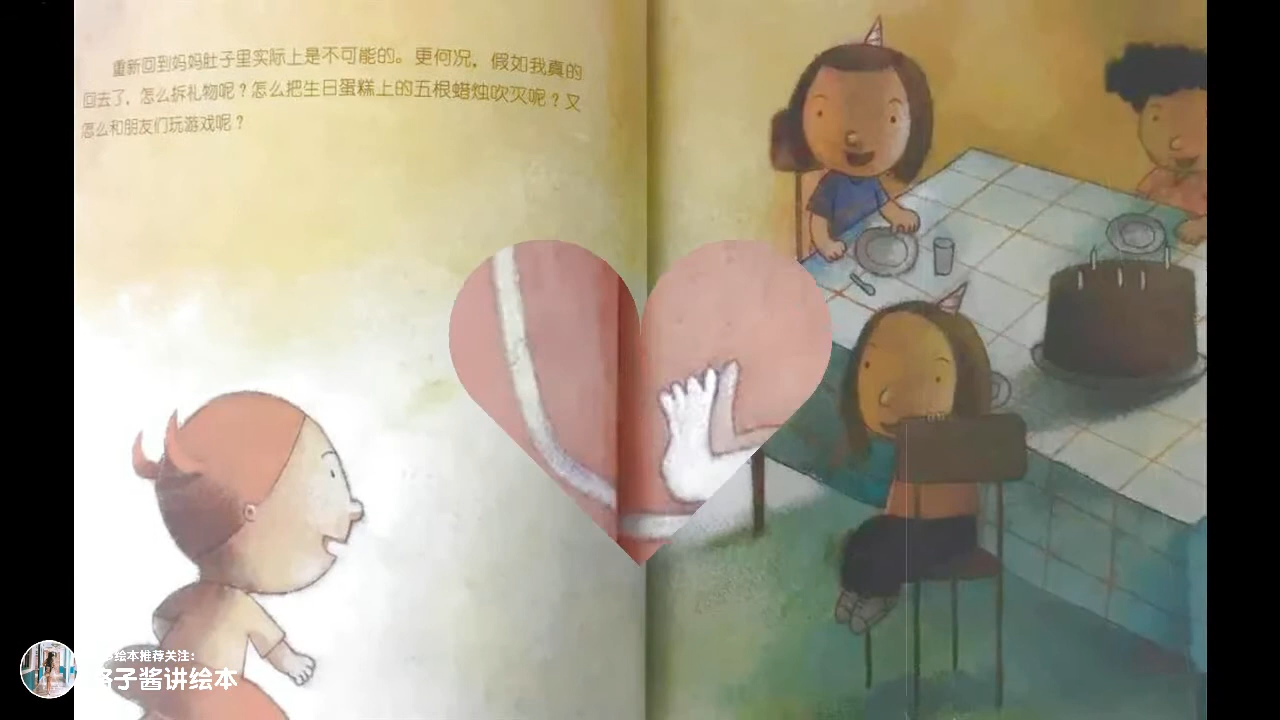 重新回到妈妈肚子里实际上是不可能的。更何况，假如我真的
回去了，怎么拆礼物呢？怎么把生日蛋糕上的五根蜡烛吹灭呢？又
怎么和朋友们玩游戏呢？
绘本推荐关注：
子酱讲绘本